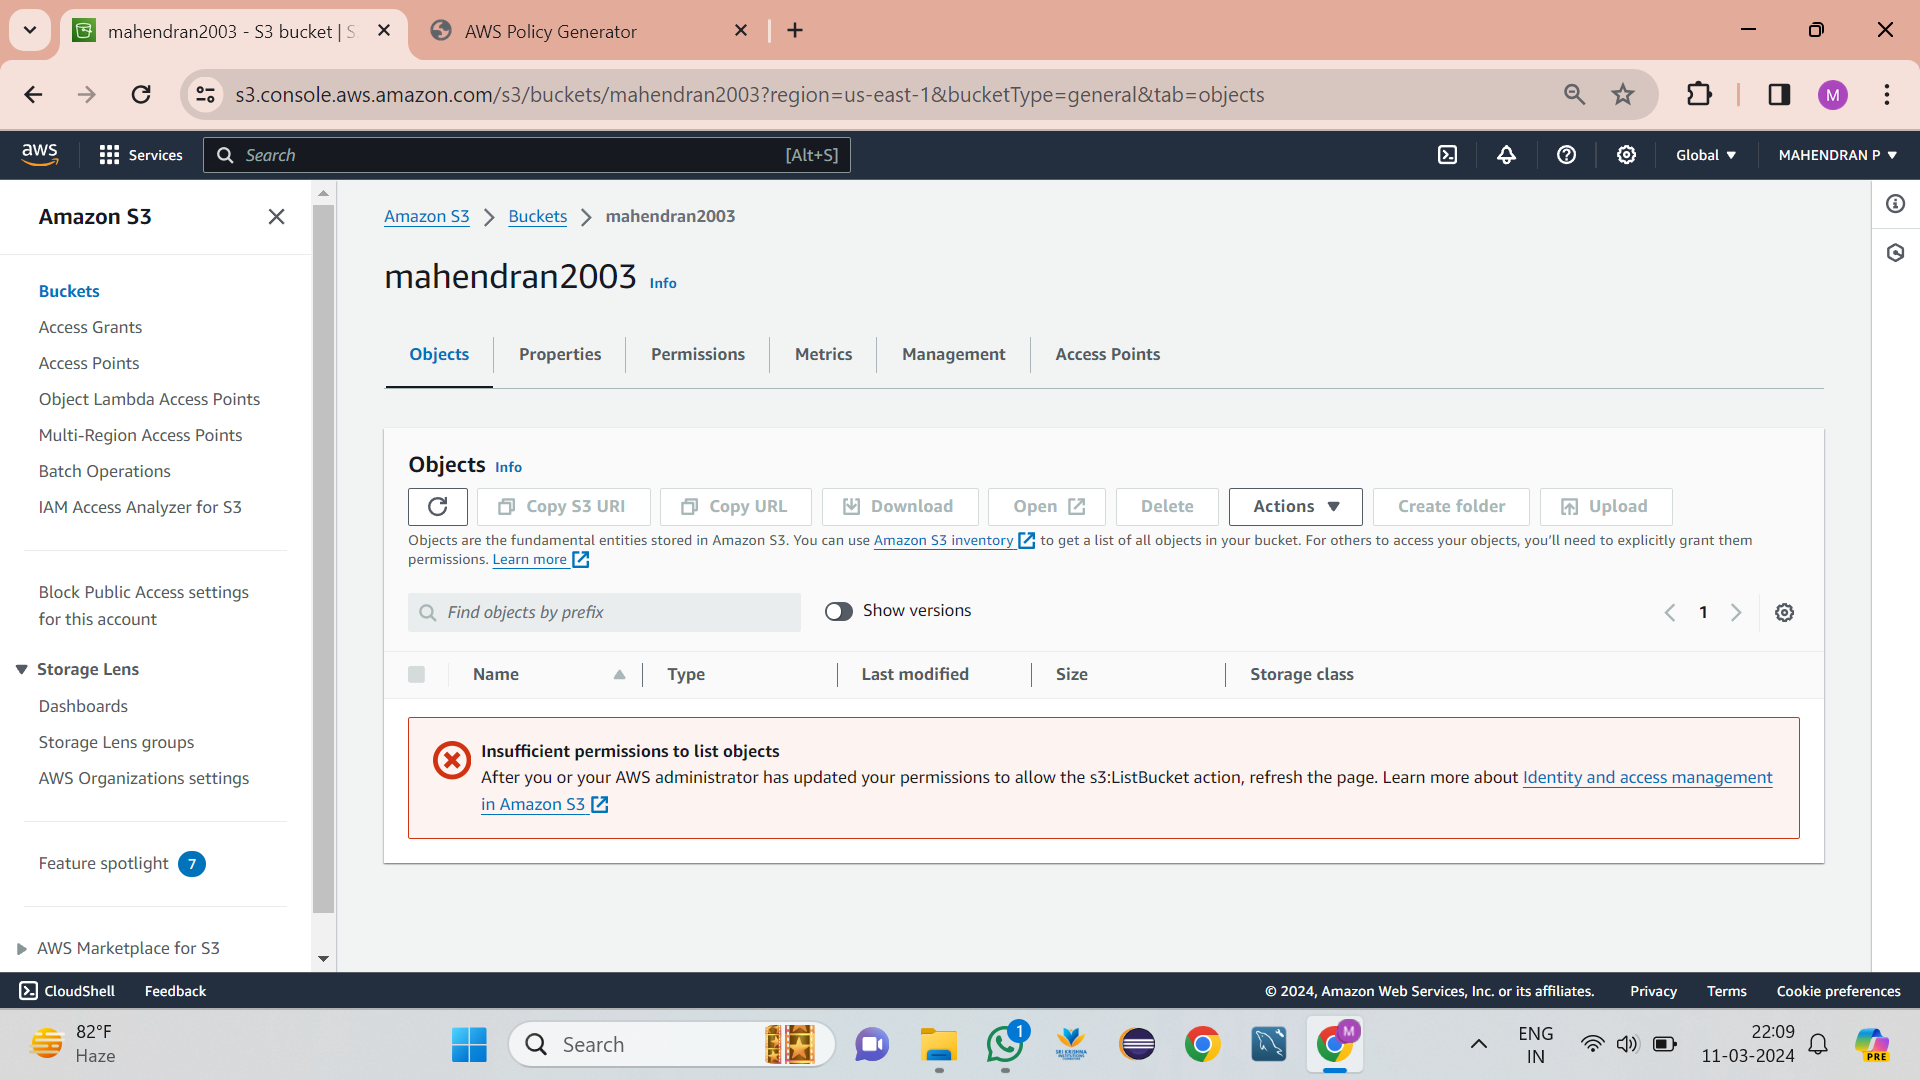 mahendran2003 - S3 bucket | S
AWS Policy Generator
s3.console.aws.amazon.com/s3/buckets/mahendran2003?region=us-east-1&bucketType=general&tab=objects
M
aws
Services
Search
[Alt+S]
Global
MAHENDRAN P
Amazon S3
Buckets
Access Grants
Access Points
Object Lambda Access Points
Multi-Region Access Points
Batch Operations
IAM Access Analyzer for S3
Block Public Access settings
for this account
Storage Lens
Dashboards
Storage Lens groups
AWS Organizations settings
Feature spotlight 7
AWS Marketplace for S3
Amazon S3 > Buckets > mahendran2003
mahendran2003 Info
Objects
Properties
Permissions
Metrics
Management
Access Points
Objects Info
Copy S3 URI
Copy URL
Download
Open
Delete
Actions
Create folder
Upload
Objects are the fundamental entities stored in Amazon S3. You can use Amazon S3 inventory to get a list of all objects in your bucket. For others to access your objects, you'll need to explicitly grant them
permissions. Learn more
Find objects by prefix
Show versions
1
Name
Type
Last modified
Size
Storage class
Insufficient permissions to list objects
After you or your AWS administrator has updated your permissions to allow the s3:ListBucket action, refresh the page. Learn more about Identity and access management
in Amazon S3
CloudShell
Feedback
© 2024, Amazon Web Services, Inc. or its affiliates.
Privacy
Terms
Cookie preferences
82°F
Haze
Search
1
M
ENG
IN
22:09
11-03-2024
PRE